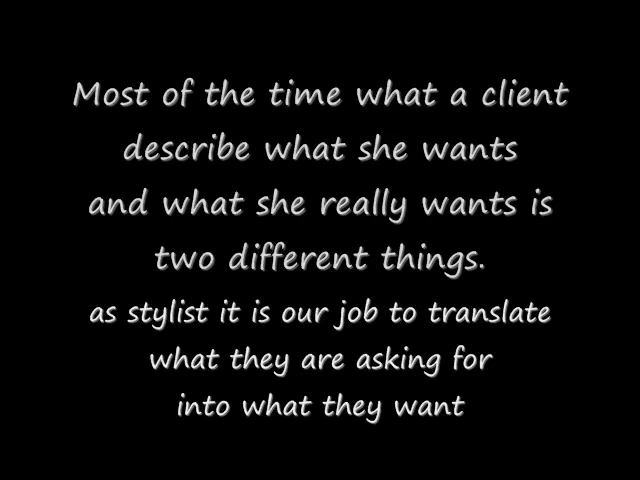 Most of the time what a client
describe what she wants
and what she really wants is
two different things.
as stylist it is our job to translate
what they are asking for
into what they want